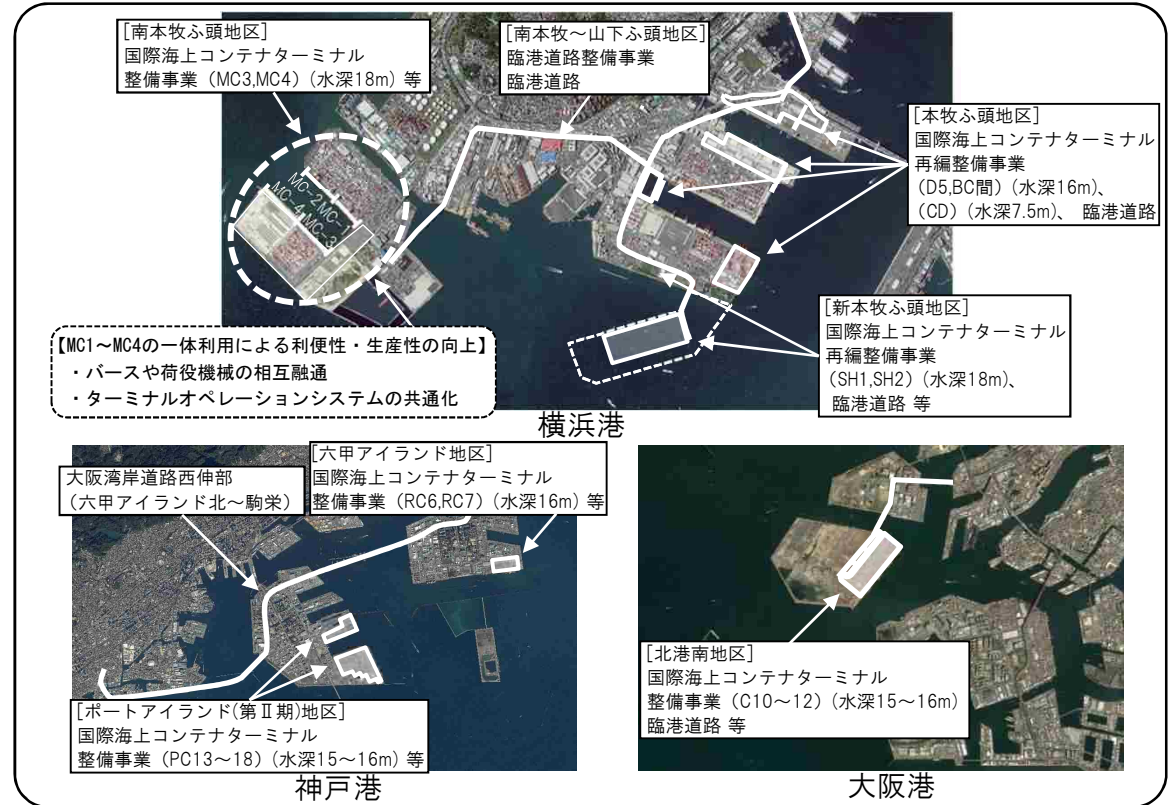 [南本牧ふ頭地区]
国際海上コンテナターミナル
整備事業（MC3,MC4）（水深18m）等
[南本牧～山下ふ頭地区]
臨港道路整備事業
臨港道路
[本牧ふ頭地区]
国際海上コンテナターミナル
再編整備事業
（D5,BC間）（水深16m）、
（CD）（水深7.5m）、 臨港道路
MC-2
MC-1
MC-4
MC-3
[新本牧ふ頭地区]
国際海上コンテナターミナル
再編整備事業
（SH1,SH2）（水深18m）、
臨港道路 等
【MC1～MC4の一体利用による利便性・生産性の向上】
・バースや荷役機械の相互融通
・ターミナルオペレーションシステムの共通化
横浜港
大阪湾岸道路西伸部
（六甲アイランド北～駒栄）
[六甲アイランド地区]
国際海上コンテナターミナル
整備事業（RC6,RC7）（水深16m）等
[ポートアイランド(第Ⅱ期)地区]
国際海上コンテナターミナル
整備事業（PC13～18）（水深15～16m）等
神戸港
[北港南地区]
国際海上コンテナターミナル
整備事業（C10～12）（水深15～16m）
臨港道路 等
大阪港